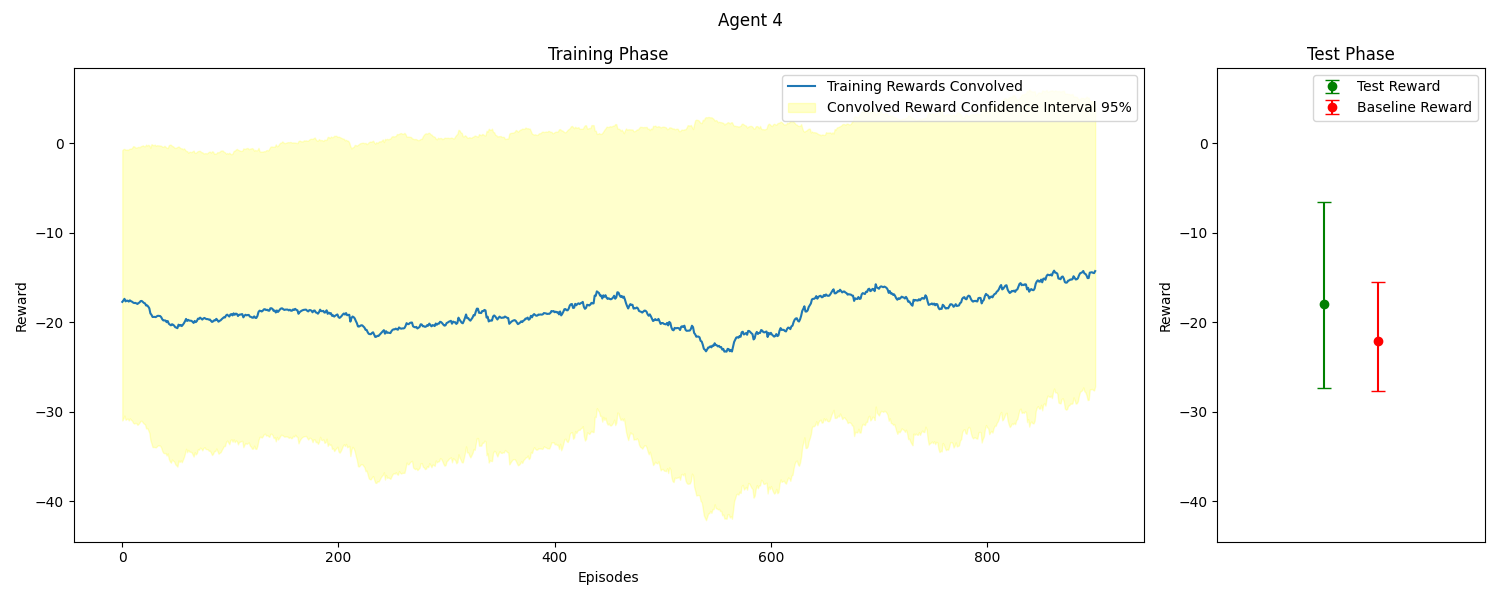 Agent 4
Training Phase
Training Rewards Convolved
Convolved Reward Confidence Interval 95%
Reward
0
−10
−20
−30
−40
0
200
400
600
800
Episodes
Test Phase
Test Reward
Baseline Reward
Reward
0
−10
−20
−30
−40